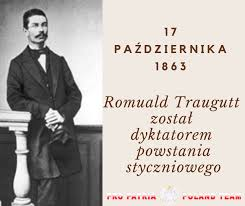 17
PAŹDZIERNIKA
1863
Romuald Traugutt
został
dyktatorem
powstania
styczniowego
PRO PATRIA POLAND TEAM